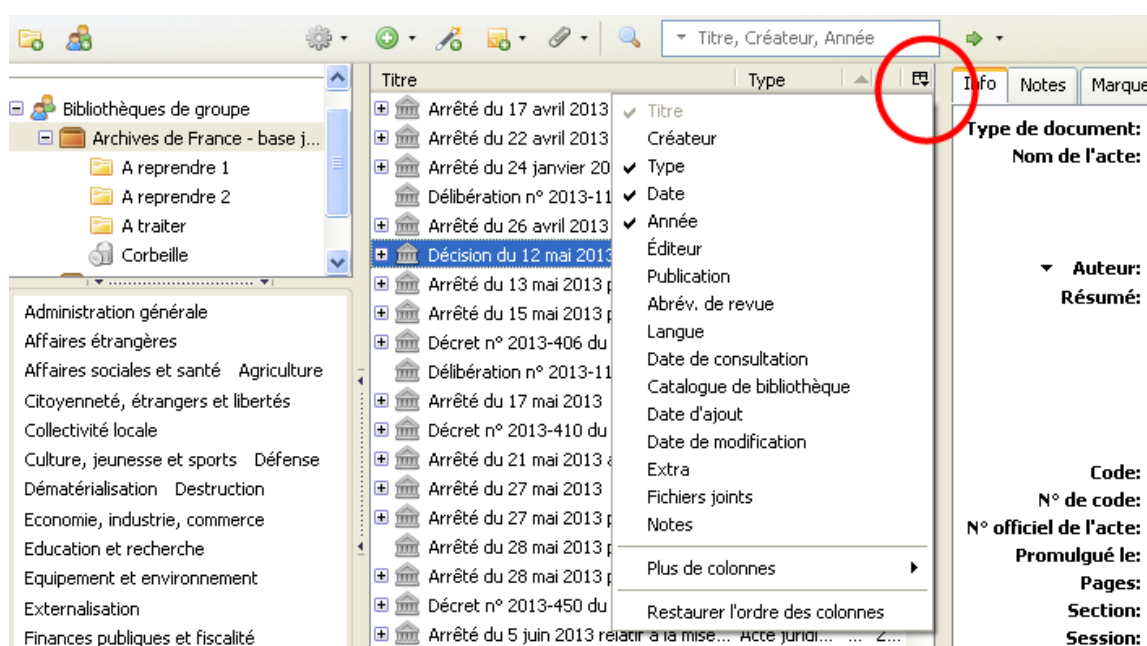 Titre, Créateur, Année
Bibliothèques de groupe
Archives de France - base j...
A reprendre 1
A reprendre 2
A traiter
Corbeille
Administration générale
Affaires étrangères
Affaires sociales et santé Agriculture
Citoyenneté, étrangers et libertés
Collectivité locale
Culture, jeunesse et sports Défense
Dématérialisation Destruction
Economie, industrie, commerce
Education et recherche
Equipement et environnement
Externalisation
Finances publiques et fiscalité
Titre Type
Arrêté du 17 avril 2013
Arrêté du 22 avril 2013
Arrêté du 24 janvier 20
Délibération n° 2013-11
Arrêté du 26 avril 2013
Décision du 12 mai 2013
Arrêté du 13 mai 2013 p
Arrêté du 15 mai 2013 p
Décret n° 2013-406 du
Délibération n° 2013-11
Arrêté du 17 mai 2013
Décret n° 2013-410 du
Arrêté du 21 mai 2013 a
Arrêté du 27 mai 2013
Arrêté du 27 mai 2013 p
Arrêté du 28 mai 2013 p
Arrêté du 28 mai 2013 p
Décret n° 2013-450 du
Arrêté du 5 juin 2013 relatif à la mise... Acte juridi... ... 2...
Titre
Créateur
Type
Date
Année
Éditeur
Publication
Abrév. de revue
Langue
Date de consultation
Catalogue de bibliothèque
Date d'ajout
Date de modification
Extra
Fichiers joints
Notes
Plus de colonnes
Restaurer l'ordre des colonnes
Info Notes Marque
Type de document:
Nom de l'acte:
Auteur:
Résumé:
Code:
N° de code:
N° officiel de l'acte:
Promulgué le:
Pages:
Section:
Session: